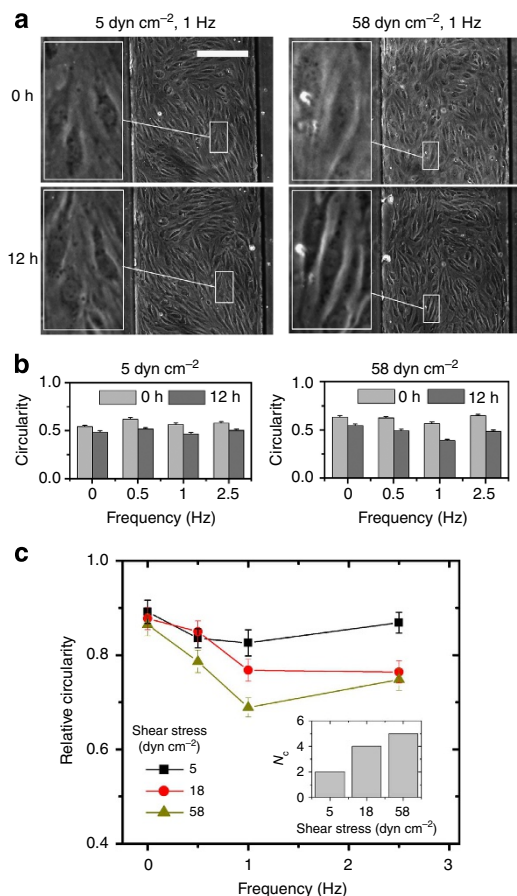 a
5 dyn cm⁻², 1 Hz
58 dyn cm⁻², 1 Hz
0 h
12 h
b
5 dyn cm⁻²
58 dyn cm⁻²
1.0
0.5
0
Circularity
0 h
12 h
0
0.5
1
2.5
Frequency (Hz)
1.0
0.5
0
Circularity
0 h
12 h
0
0.5
1
2.5
Frequency (Hz)
c
1.0
0.8
0.6
0.4
Relative circularity
Shear stress
(dyn cm⁻²)
5
18
58
6
4
2
0
Nc
5
18
58
Shear stress (dyn cm⁻²)
0
1
2
3
Frequency (Hz)